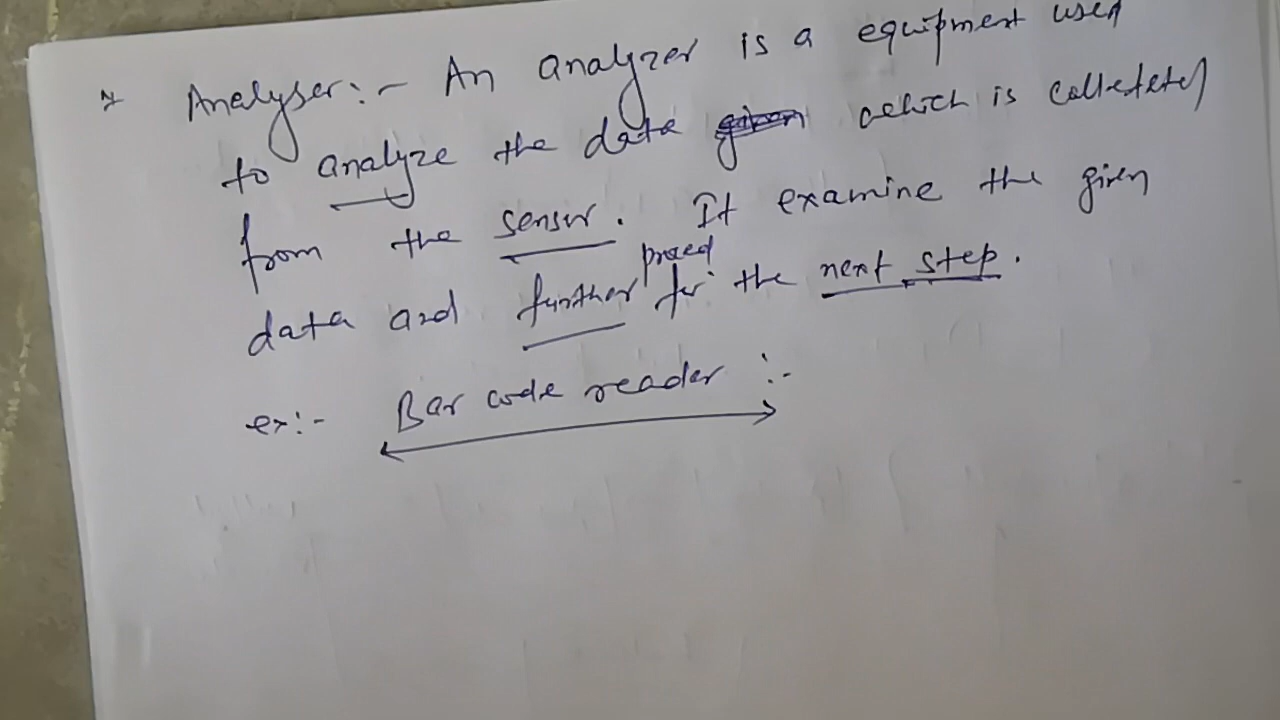 * Analyser:- An analyzer is a equipment used
to analyze the data given which is collected
from the sensor. It examine the given
data and further proceed for the next step.
ex:- Bar code reader :-